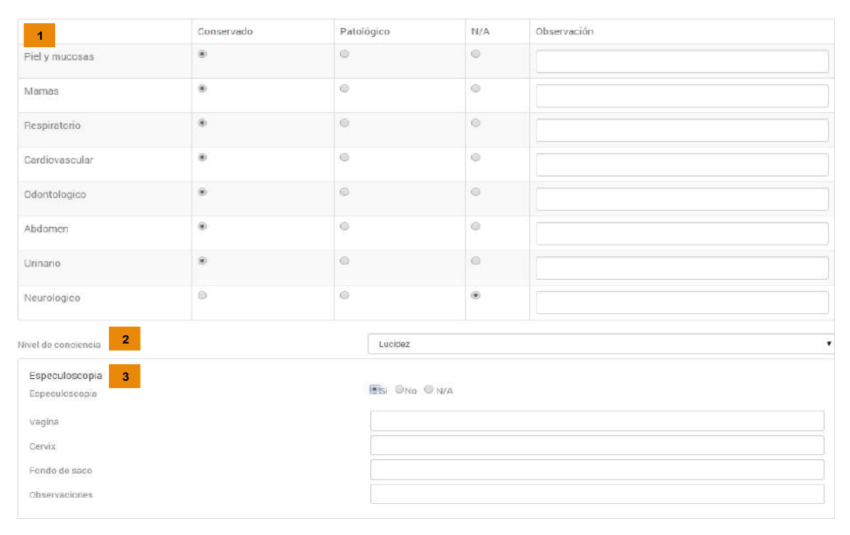 1 Conservado Patológico N/A Observación
Piel y mucosas
Mamas
Respiratorio
Cardiovascular
Odontologico
Abdomen
Urinario
Neurologico
Nivel de conciencia 2 Lucidez
Especuloscopia 3
Especuloscopia Si No N/A
Vagina
Cervix
Fondo de saco
Observaciones